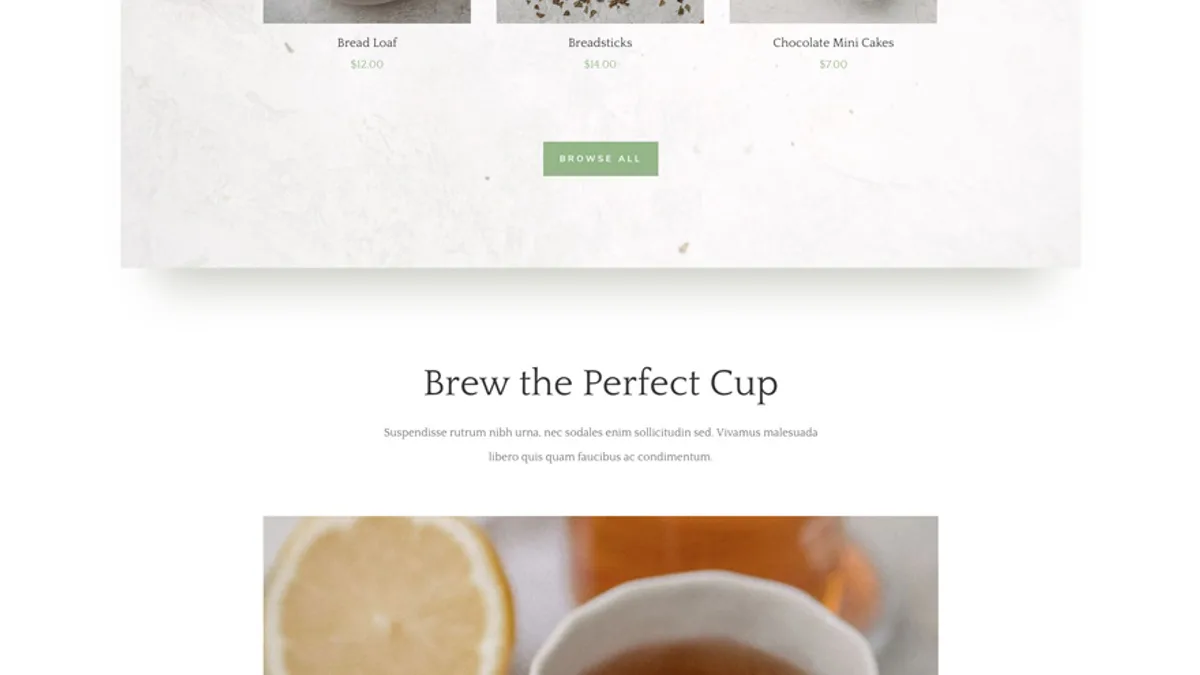 Bread Loaf
$12.00
Breadsticks
$14.00
Chocolate Mini Cakes
$7.00
BROWSE ALL
Brew the Perfect Cup
Suspendisse rutrum nibh urna, nec sodales enim sollicitudin sed. Vivamus malesuada
libero quis quam faucibus ac condimentum.